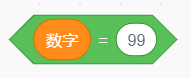 数字 = 99